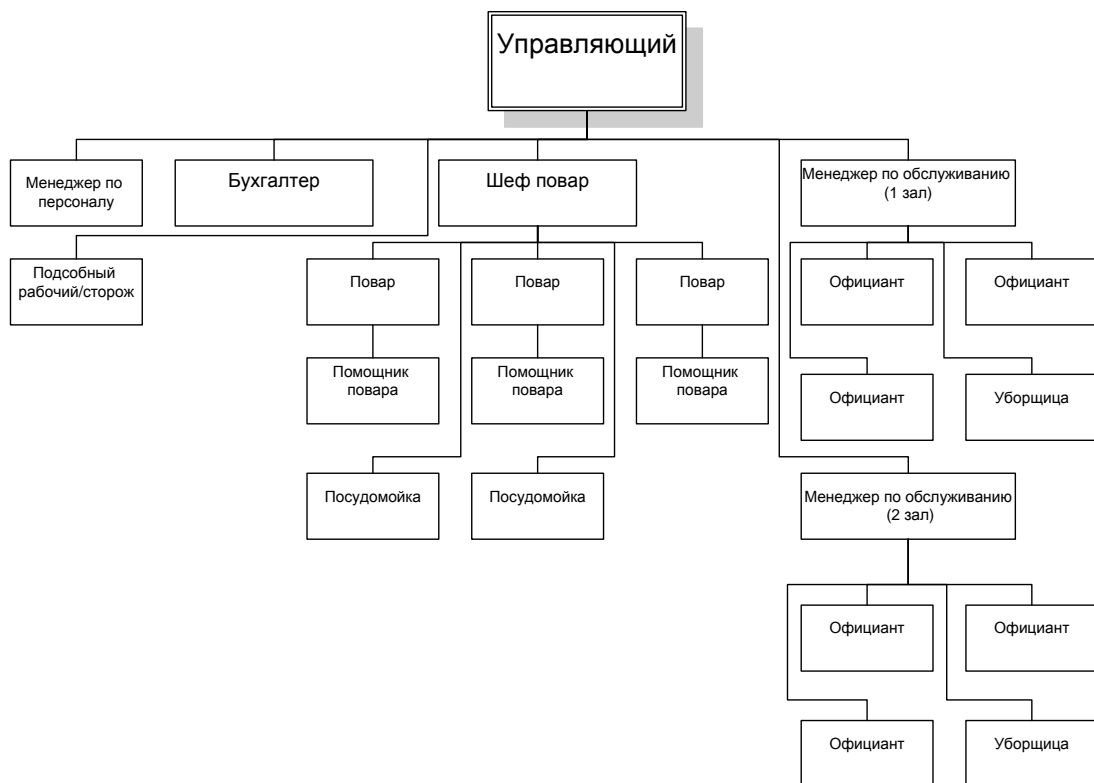 Управляющий
Менеджер по
персоналу
Бухгалтер
Шеф повар
Менеджер по обслуживанию
(1 зал)
Подсобный
рабочий/сторож
Повар
Повар
Повар
Официант
Официант
Помощник
повара
Помощник
повара
Помощник
повара
Официант
Уборщица
Посудомойка
Посудомойка
Менеджер по обслуживанию
(2 зал)
Официант
Официант
Официант
Уборщица